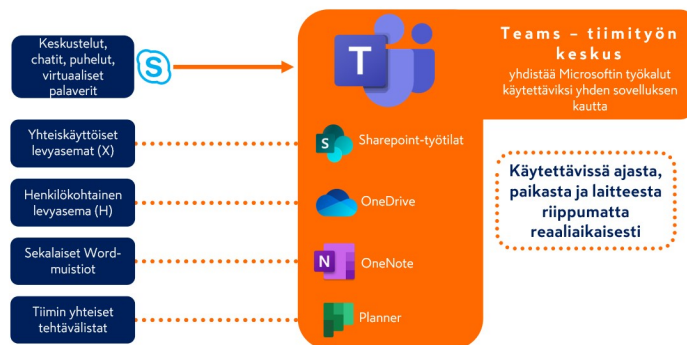 Keskustelut,
chatit, puhelut,
virtuaaliset
palaverit
S
T
Teams – tiimityön
keskus
yhdistää Microsoftin työkalut
käytettäviksi yhden sovelluksen
kautta
Yhteiskäyttöiset
levyasemat (X)
S
Sharepoint-työtilat
Henkilökohtainen
levyasema (H)
OneDrive
Käytettävissä ajasta,
paikasta ja laitteesta
riippumatta
reaaliaikaisesti
Sekalaiset Word-
muistiot
N
OneNote
Tiimin yhteiset
tehtävälistat
Planner